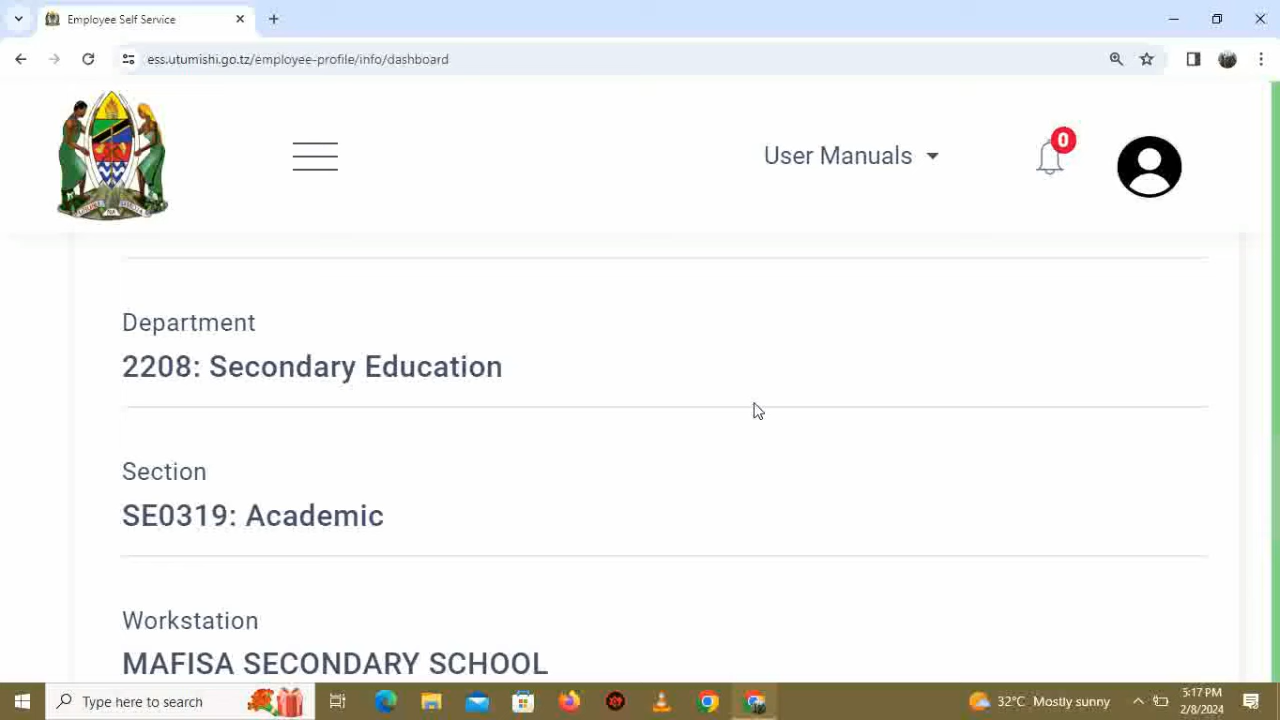 Employee Self Service
ess.utumishi.go.tz/employee-profile/info/dashboard
User Manuals
0
Department
2208: Secondary Education
Section
SE0319: Academic
Workstation
MAFISA SECONDARY SCHOOL
Type here to search
32°C Mostly sunny
5:17 PM
2/8/2024